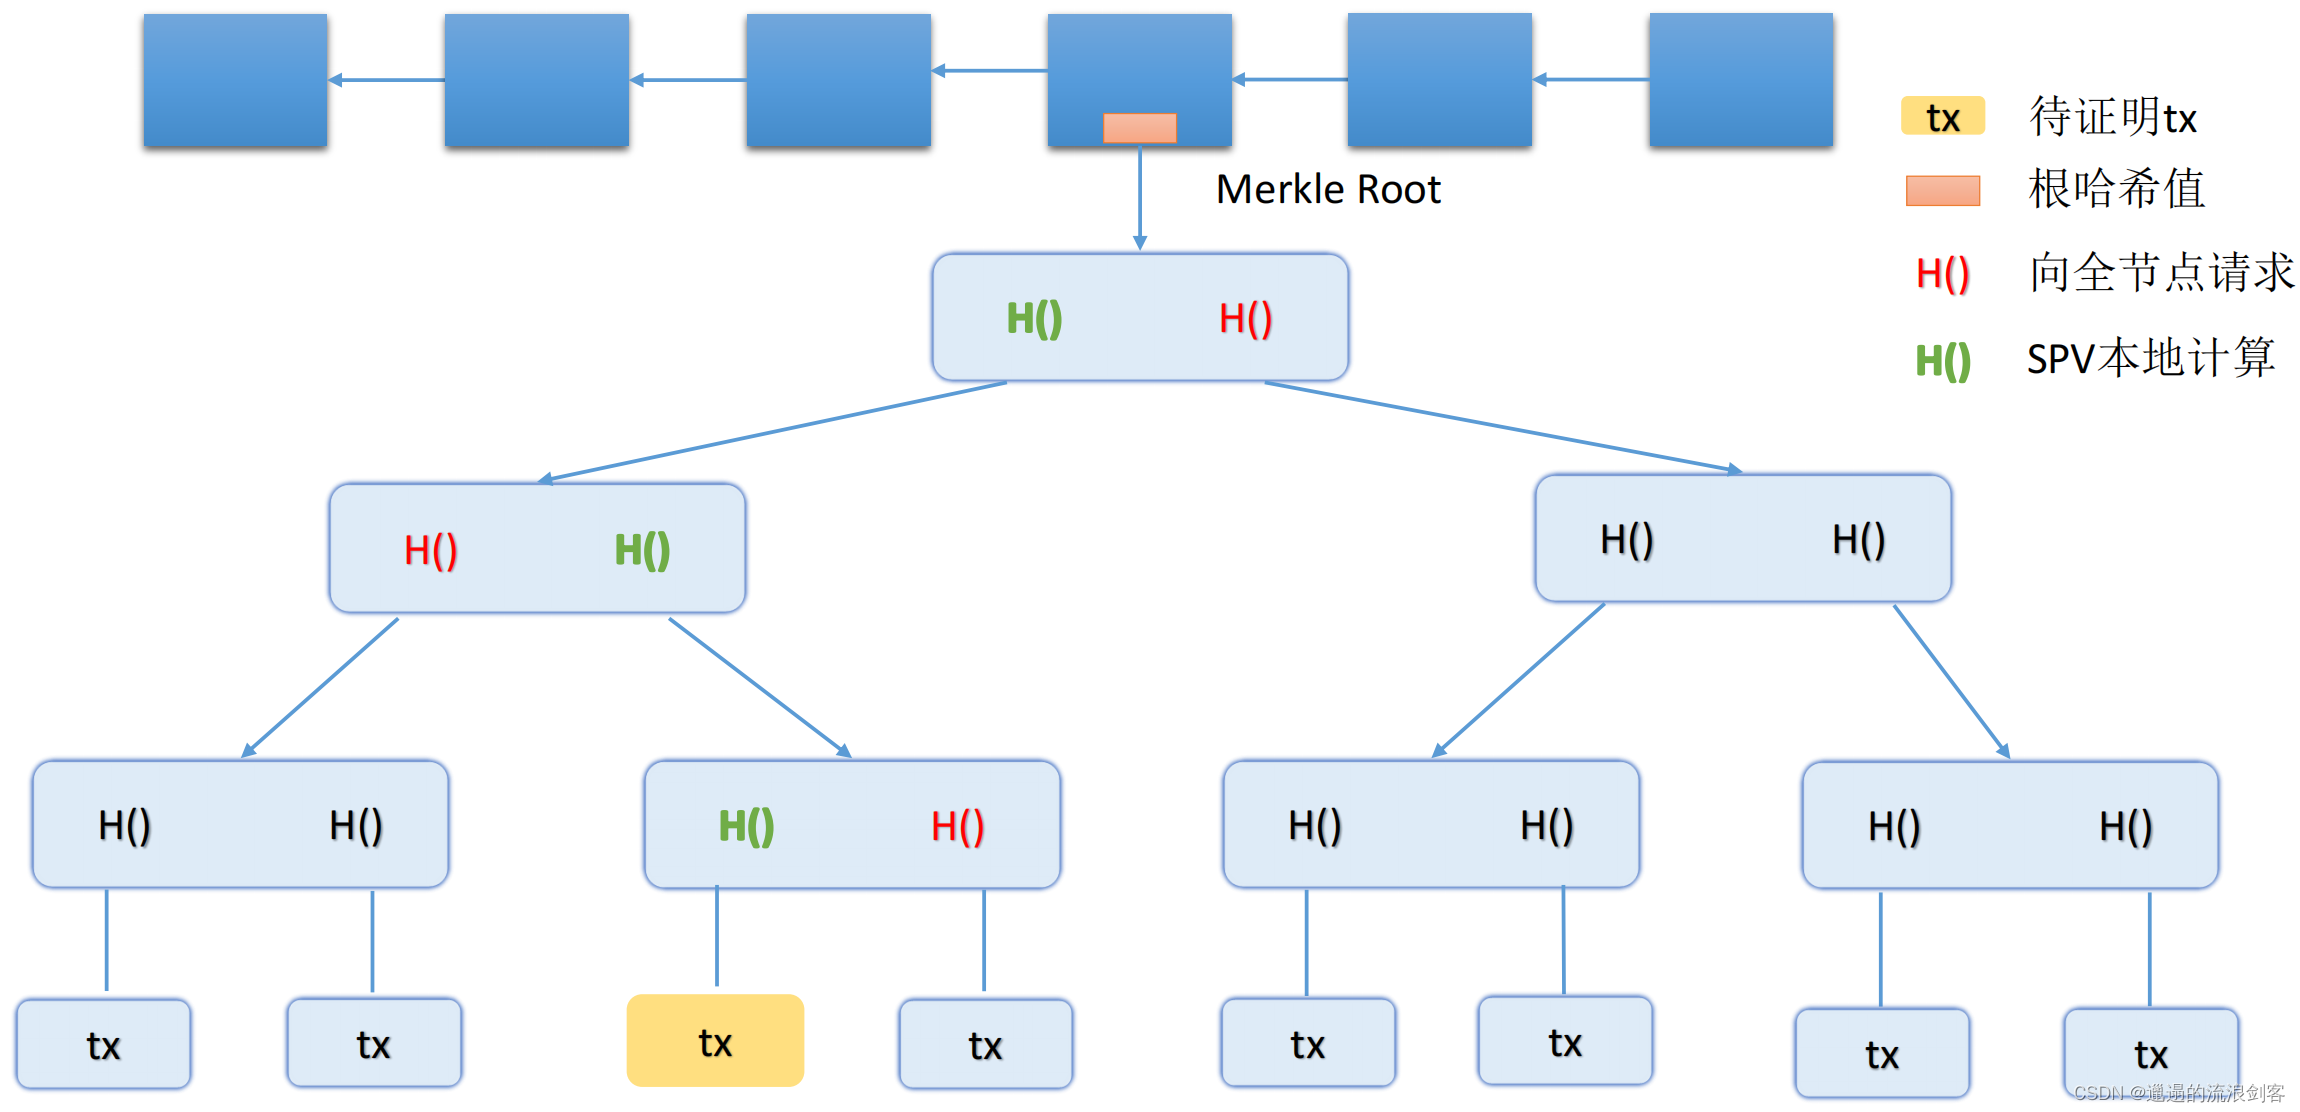 tx 待证明tx
Merkle Root
根哈希值
H() 向全节点请求
H() SPV本地计算
H() H()
H() H() H() H()
H() H() H() H() H() H() H() H()
tx tx tx tx tx tx tx tx
CSDN @邋遢的流浪剑客